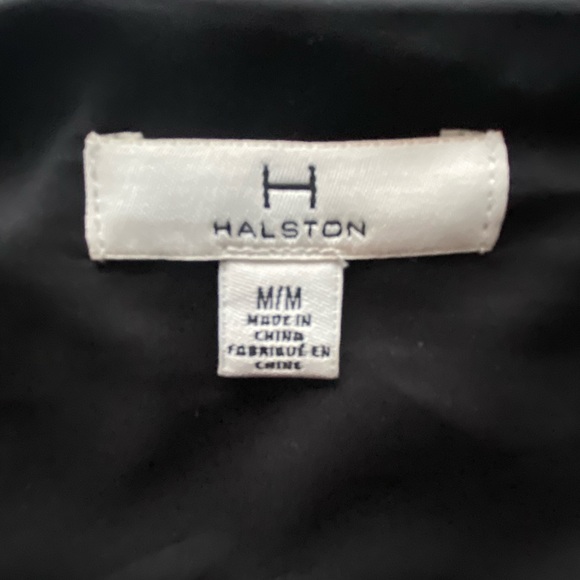 H
HALSTON
M/M
MADE IN
CHINA
FABRIQUÉ EN
CHINE